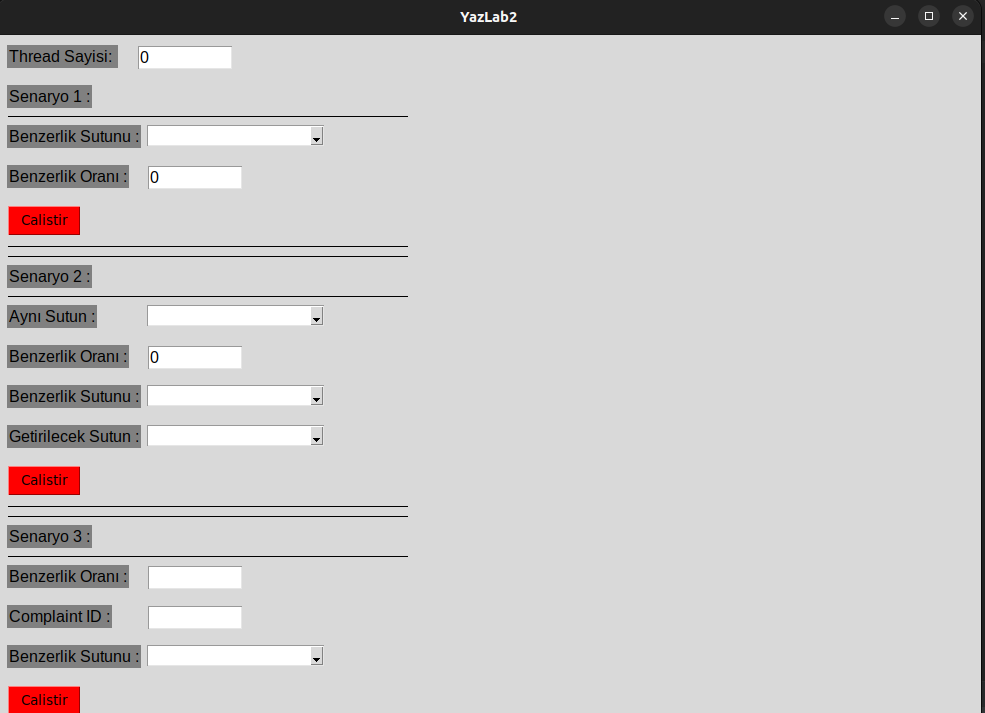 YazLab2
Thread Sayisi: 0
Senaryo 1 :
Benzerlik Sutunu :
Benzerlik Oranı : 0
Calistir
Senaryo 2 :
Aynı Sutun :
Benzerlik Oranı : 0
Benzerlik Sutunu :
Getirilecek Sutun :
Calistir
Senaryo 3 :
Benzerlik Oranı :
Complaint ID :
Benzerlik Sutunu :
Calistir